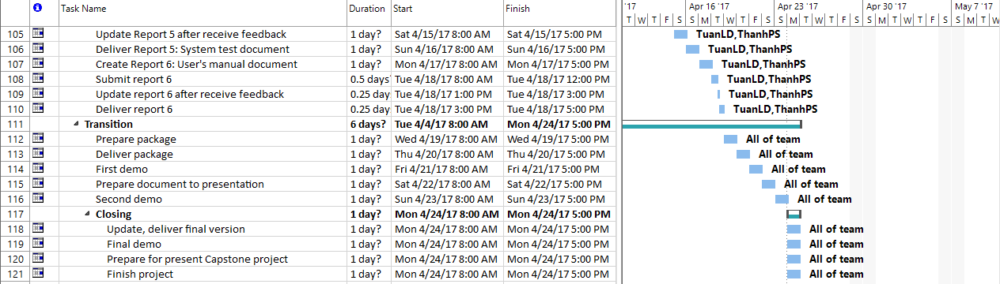 Task Name Duration Start Finish '17 Apr 16 '17 Apr 23 '17 Apr 30 '17 May 7 '17
T W T F S S M T W T F S S M T W T F S S M T W T F S S M T W
105 Update Report 5 after receive feedback 1 day? Sat 4/15/17 8:00 AM Sat 4/15/17 5:00 PM TuanLD,ThanhPS
106 Deliver Report 5: System test document 1 day? Sun 4/16/17 8:00 AM Sun 4/16/17 5:00 PM TuanLD,ThanhPS
107 Create Report 6: User's manual document 1 day? Mon 4/17/17 8:00 AM Mon 4/17/17 5:00 PM TuanLD,ThanhPS
108 Submit report 6 0.5 days? Tue 4/18/17 8:00 AM Tue 4/18/17 12:00 PM TuanLD,ThanhPS
109 Update report 6 after receive feedback 0.25 day Tue 4/18/17 1:00 PM Tue 4/18/17 3:00 PM TuanLD,ThanhPS
110 Deliver report 6 0.25 day Tue 4/18/17 3:00 PM Tue 4/18/17 5:00 PM TuanLD,ThanhPS
111 Transition 6 days? Tue 4/4/17 8:00 AM Mon 4/24/17 5:00 PM
112 Prepare package 1 day? Wed 4/19/17 8:00 AM Wed 4/19/17 5:00 PM All of team
113 Deliver package 1 day? Thu 4/20/17 8:00 AM Thu 4/20/17 5:00 PM All of team
114 First demo 1 day? Fri 4/21/17 8:00 AM Fri 4/21/17 5:00 PM All of team
115 Prepare document to presentation 1 day? Sat 4/22/17 8:00 AM Sat 4/22/17 5:00 PM All of team
116 Second demo 1 day? Sun 4/23/17 8:00 AM Sun 4/23/17 5:00 PM All of team
117 Closing 1 day? Mon 4/24/17 8:00 AM Mon 4/24/17 5:00 PM
118 Update, deliver final version 1 day? Mon 4/24/17 8:00 AM Mon 4/24/17 5:00 PM All of team
119 Final demo 1 day? Mon 4/24/17 8:00 AM Mon 4/24/17 5:00 PM All of team
120 Prepare for present Capstone project 1 day? Mon 4/24/17 8:00 AM Mon 4/24/17 5:00 PM All of team
121 Finish project 1 day? Mon 4/24/17 8:00 AM Mon 4/24/17 5:00 PM All of team